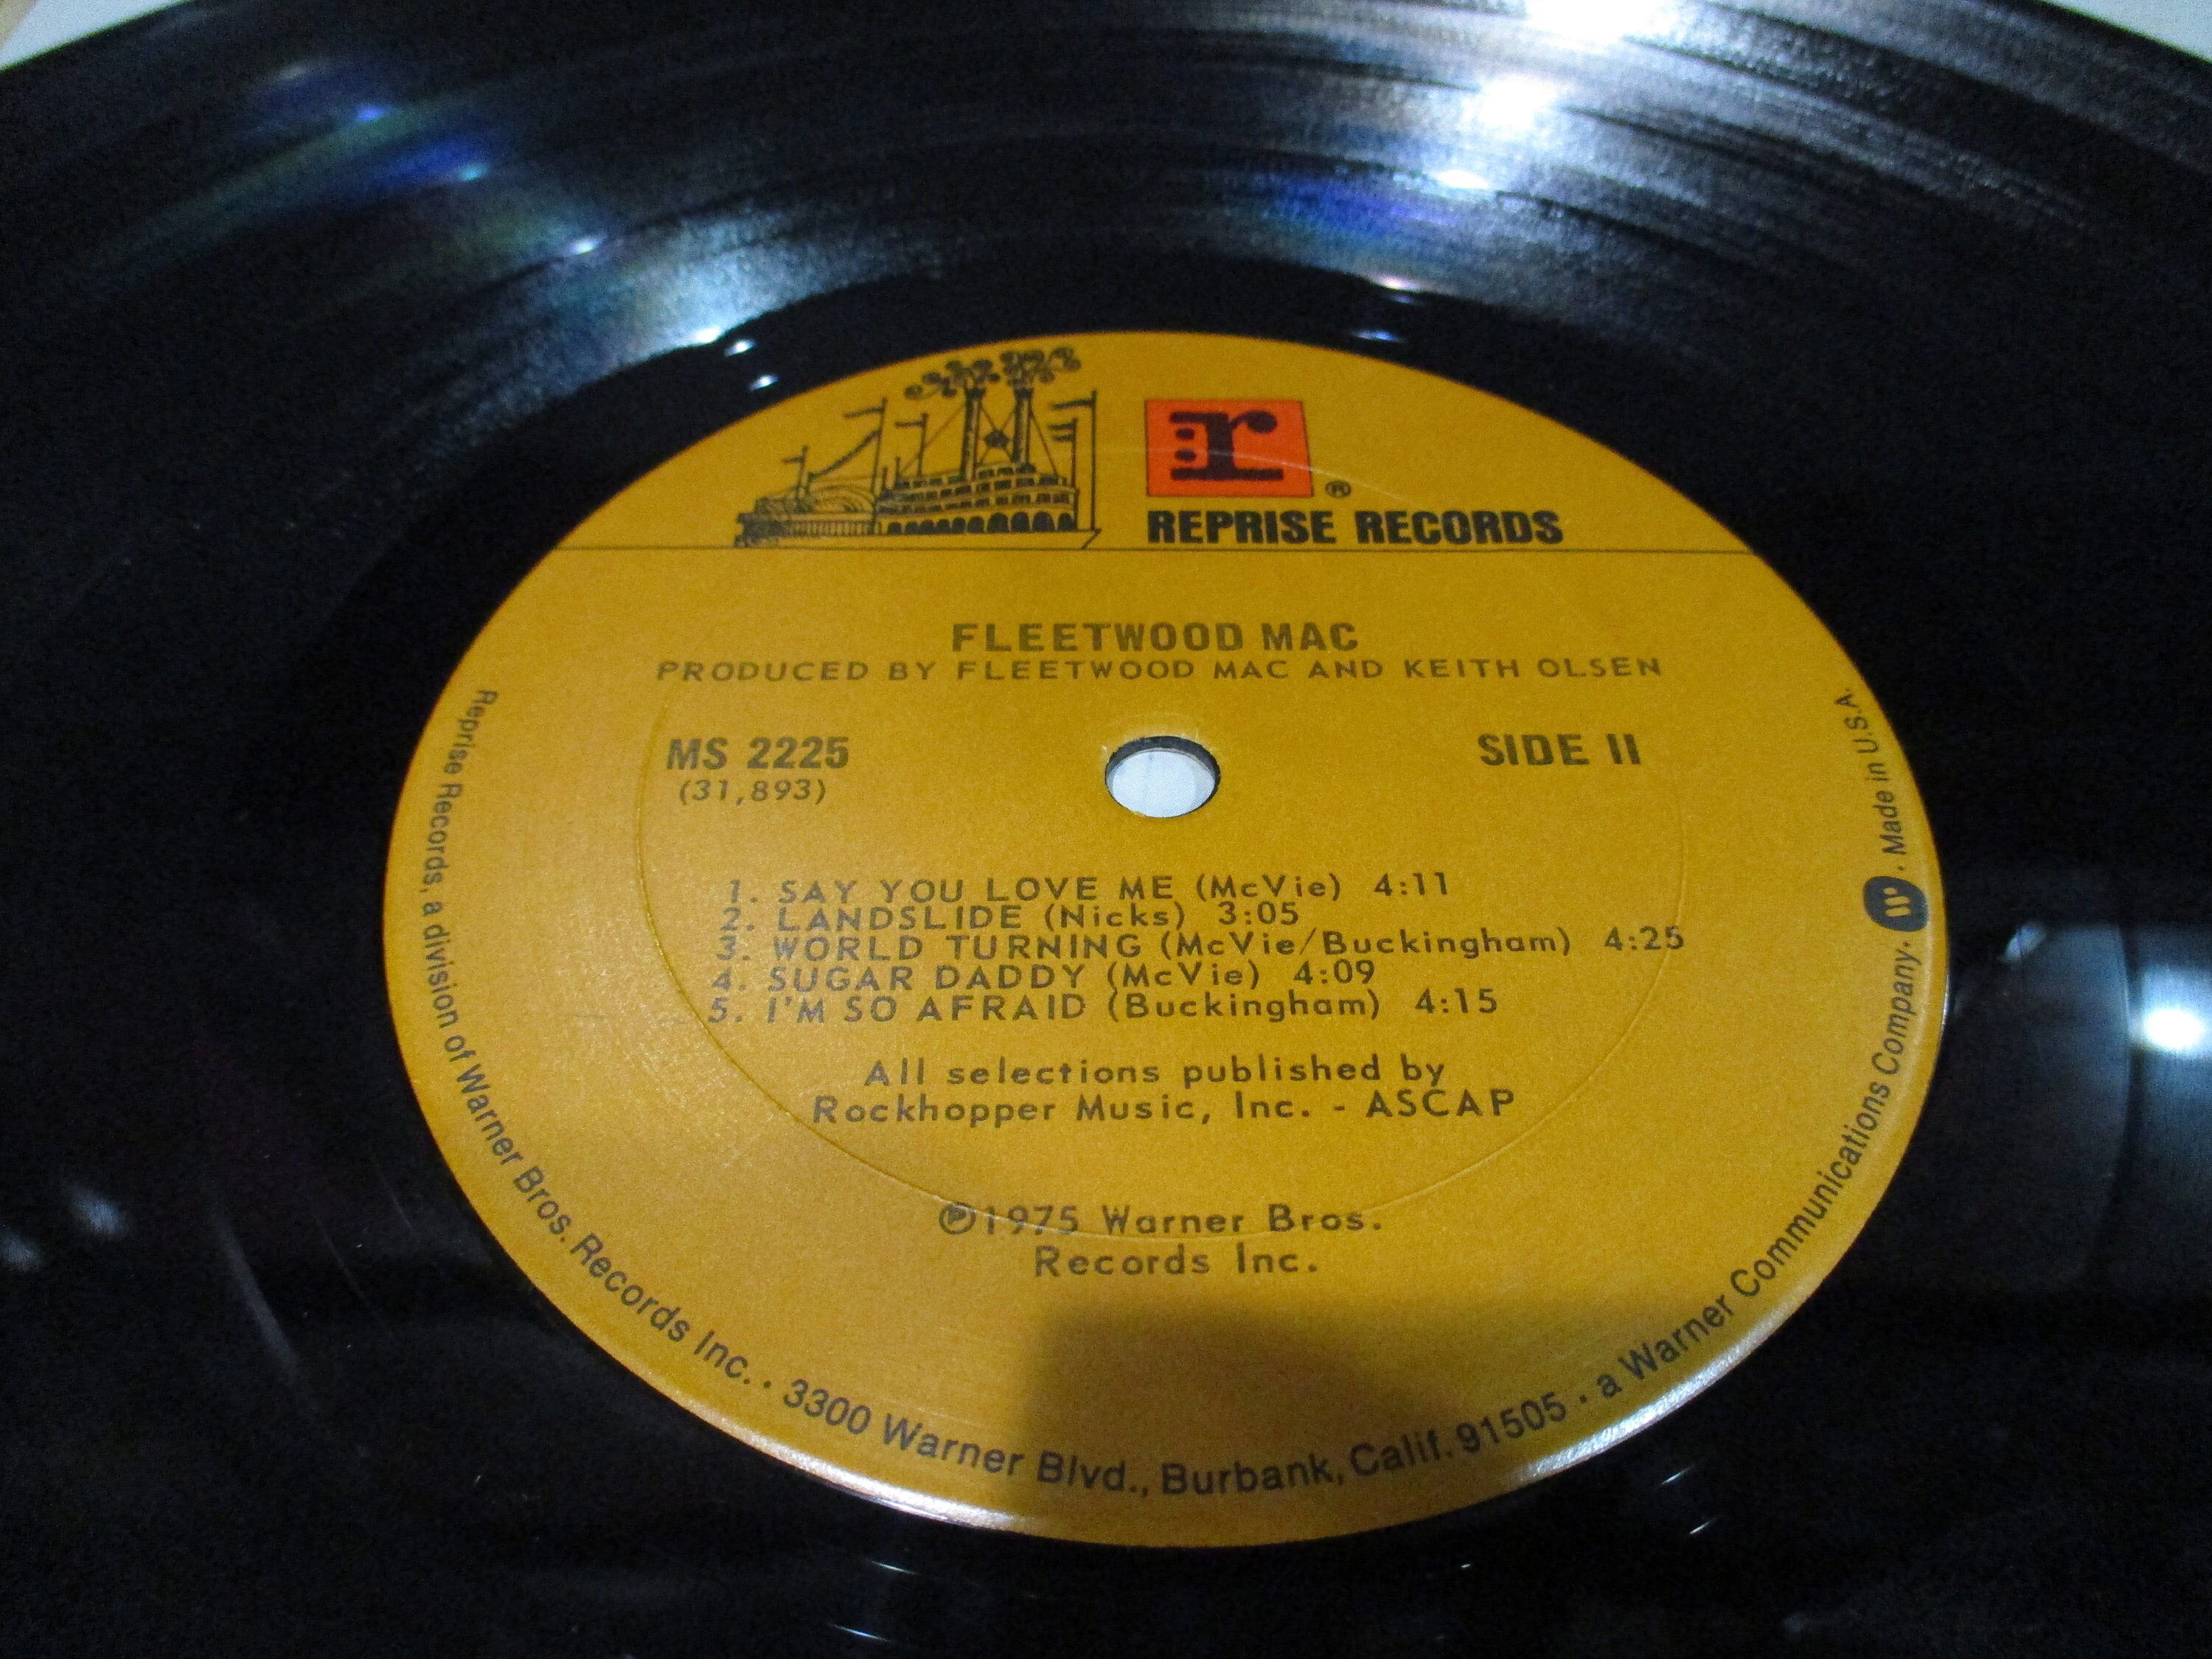 r
®
REPRISE RECORDS
FLEETWOOD MAC
PRODUCED BY FLEETWOOD MAC AND KEITH OLSEN
MS 2225
(31,893)
SIDE II
1. SAY YOU LOVE ME (McVie) 4:11
2. LANDSLIDE (Nicks) 3:05
3. WORLD TURNING (McVie/Buckingham) 4:25
4. SUGAR DADDY (McVie) 4:09
5. I'M SO AFRAID (Buckingham) 4:15
All selections published by
Rockhopper Music, Inc. - ASCAP
℗1975 Warner Bros.
Records Inc.
Reprise Records, a division of Warner Bros. Records Inc. · 3300 Warner Blvd., Burbank, Calif. 91505 · a Warner Communications Company. W · Made in U.S.A.